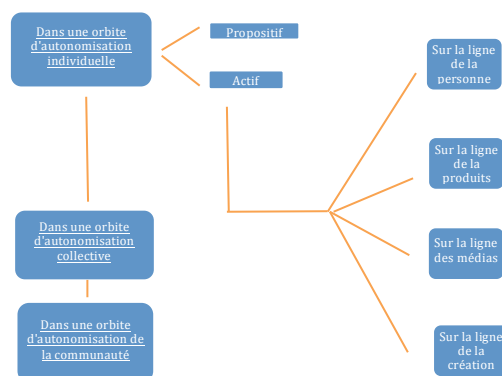 Dans une orbite
d'autonomisation
individuelle
Propositif
Actif
Sur la ligne
de la
personne
Sur la ligne
de la
produits
Dans une orbite
d'autonomisation
collective
Sur la ligne
des médias
Dans une orbite
d'autonomisation de
la communauté
Sur la ligne
de la
création